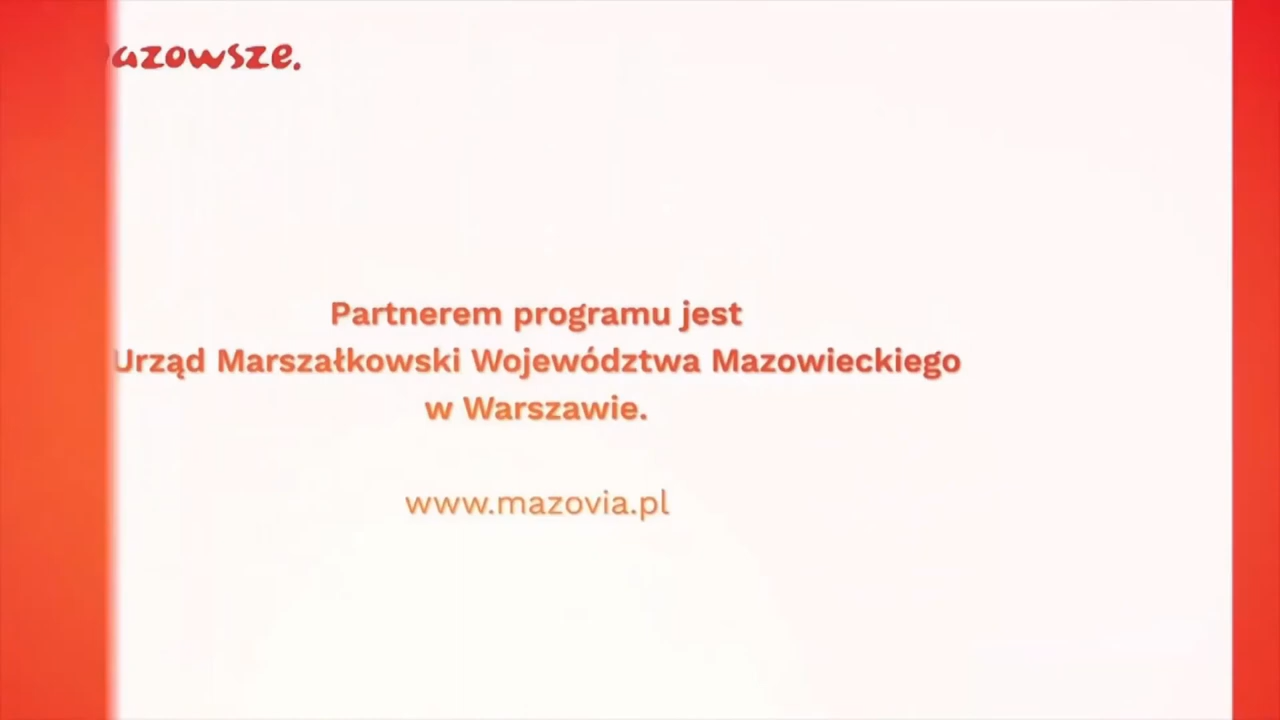 azowsze.
Partnerem programu jest
Urząd Marszałkowski Województwa Mazowieckiego
w Warszawie.
www.mazovia.pl